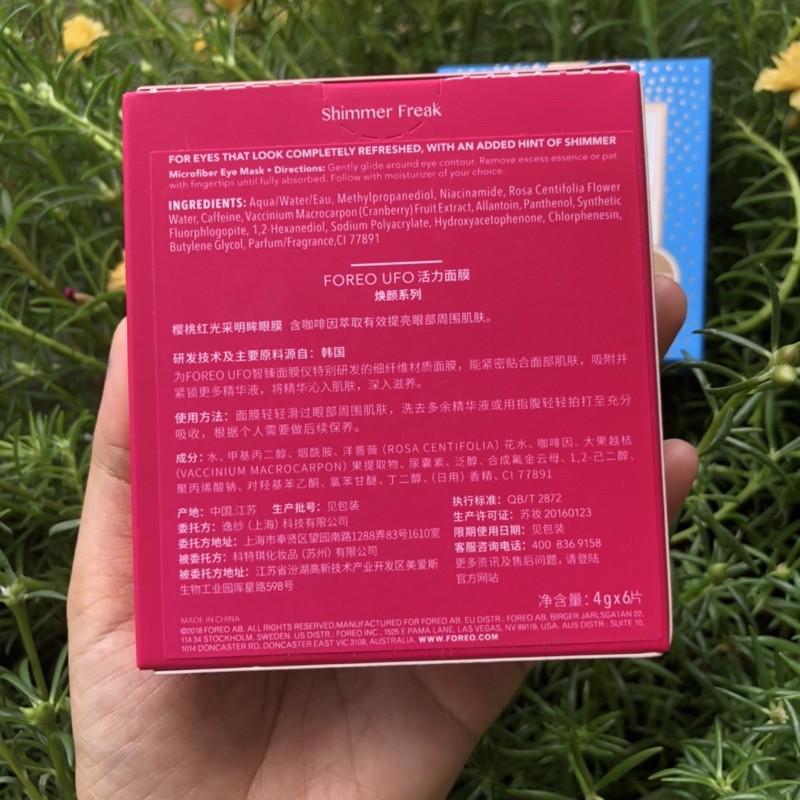 Shimmer Freak
FOR EYES THAT LOOK COMPLETELY REFRESHED, WITH AN ADDED HINT OF SHIMMER
Microfiber Eye Mask • Directions: Gently glide around eye contour. Remove excess essence or pat
with fingertips until fully absorbed. Follow with moisturizer of your choice.
INGREDIENTS: Aqua/Water/Eau, Methylpropanediol, Niacinamide, Rosa Centifolia Flower
Water, Caffeine, Vaccinium Macrocarpon (Cranberry) Fruit Extract, Allantoin, Panthenol, Synthetic
Fluorphlogopite, 1,2-Hexanediol, Sodium Polyacrylate, Hydroxyacetophenone, Chlorphenesin,
Butylene Glycol, Parfum/Fragrance, CI 77891
FOREO UFO 活力面膜
焕颜系列
樱桃红光采明眸眼膜 含咖啡因萃取有效提亮眼部周围肌肤。
研发技术及主要原料源自：韩国
为FOREO UFO智臻面膜仪特别研发的细纤维材质面膜，能紧密贴合面部肌肤，吸附并
紧锁更多精华液，将精华沁入肌肤，深入滋养。
使用方法：面膜轻轻滑过眼部周围肌肤，洗去多余精华液或用指腹轻轻拍打至充分
吸收，根据个人需要做后续保养。
成分：水、甲基丙二醇、烟酰胺、洋蔷薇（ROSA CENTIFOLIA）花水、咖啡因、大果越桔
（VACCINIUM MACROCARPON）果提取物、尿囊素、泛醇、合成氟金云母、1,2-己二醇、
聚丙烯酸钠、对羟基苯乙酮、氯苯甘醚、丁二醇、(日用) 香精、CI 77891
产地：中国.江苏 生产批号：见包装
委托方：逸纱 (上海) 科技有限公司
委托方地址：上海市奉贤区望园南路1288弄83号1610室
被委托方：科特琪化妆品 (苏州) 有限公司
被委托方地址：江苏省汾湖高新技术产业开发区美爱斯
生物工业园厍星路598号
执行标准：QB/T 2872
生产许可证：苏妆 20160123
限期使用日期：见包装
客服咨询电话：400 836 9158
更多资讯及售后问题，请登陆
官方网站
净含量：4gx6片
MADE IN CHINA
©2018 FOREO AB. ALL RIGHTS RESERVED. MANUFACTURED FOR FOREO AB. EU DISTR.: FOREO AB, BIRGER JARLSGATAN 22,
114 34 STOCKHOLM, SWEDEN. US DISTR.: FOREO INC., 1525 E PAMA LANE, LAS VEGAS, NV 89119, USA. AUS DISTR.: SUITE 10,
1014 DONCASTER RD, DONCASTER EAST VIC 3109, AUSTRALIA. WWW.FOREO.COM